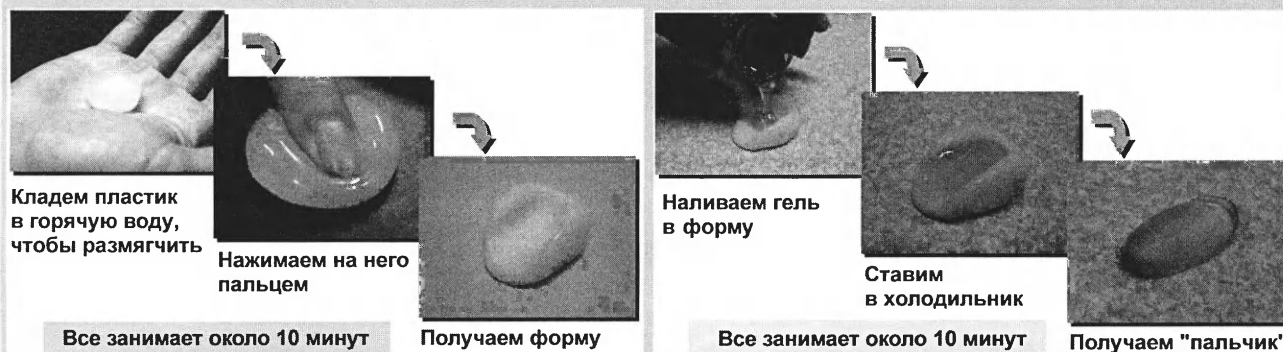 Кладем пластик
в горячую воду,
чтобы размягчить
Нажимаем на него
пальцем
Получаем форму
Все занимает около 10 минут
Наливаем гель
в форму
Ставим
в холодильник
Получаем "пальчик
Все занимает около 10 минут